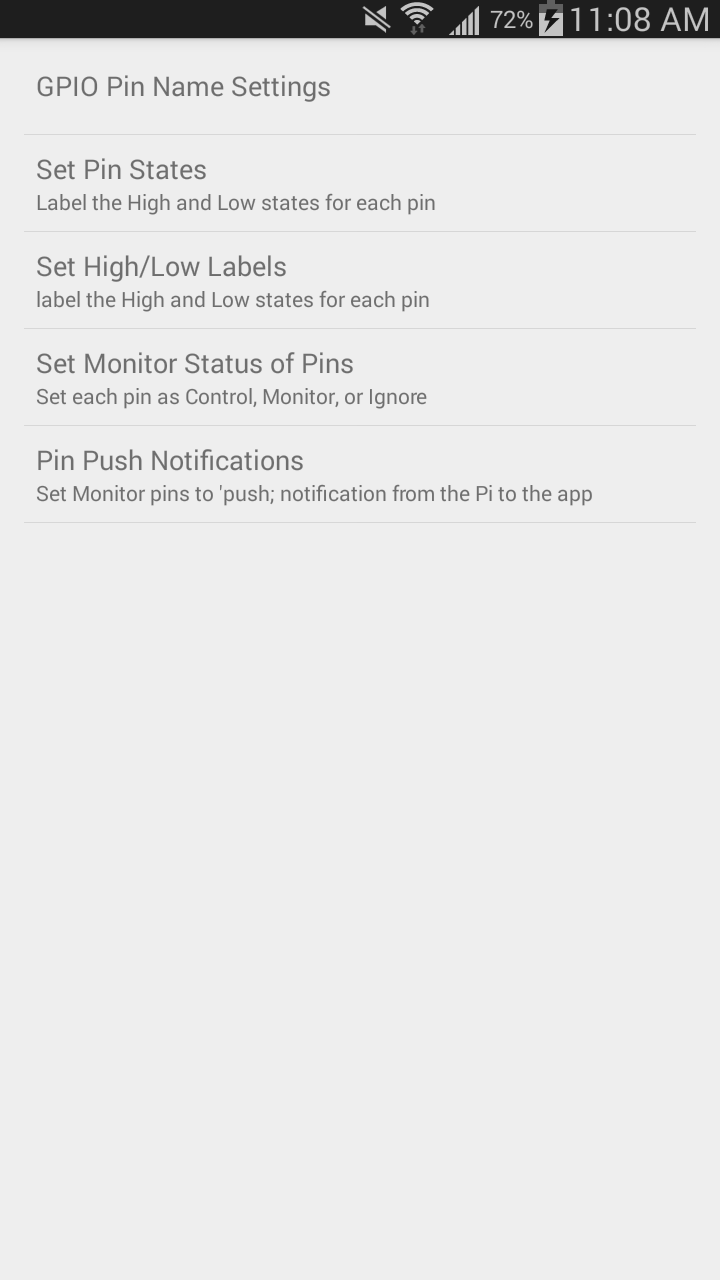 72% 11:08 AM
GPIO Pin Name Settings
Set Pin States
Label the High and Low states for each pin
Set High/Low Labels
label the High and Low states for each pin
Set Monitor Status of Pins
Set each pin as Control, Monitor, or Ignore
Pin Push Notifications
Set Monitor pins to 'push; notification from the Pi to the app